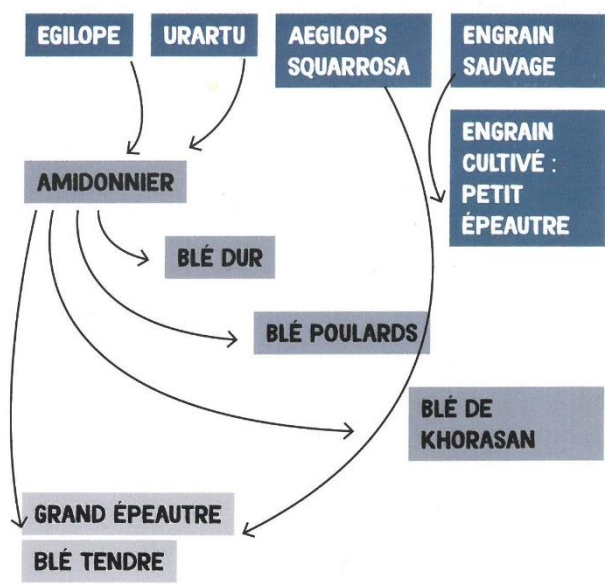 EGILOPE
URARTU
AEGILOPS
SQUARROSA
ENGRAIN
SAUVAGE
ENGRAIN
CULTIVÉ :
PETIT
ÉPEAUTRE
AMIDONNIER
BLÉ DUR
BLÉ POULARDS
BLÉ DE
KHORASAN
GRAND ÉPEAUTRE
BLÉ TENDRE